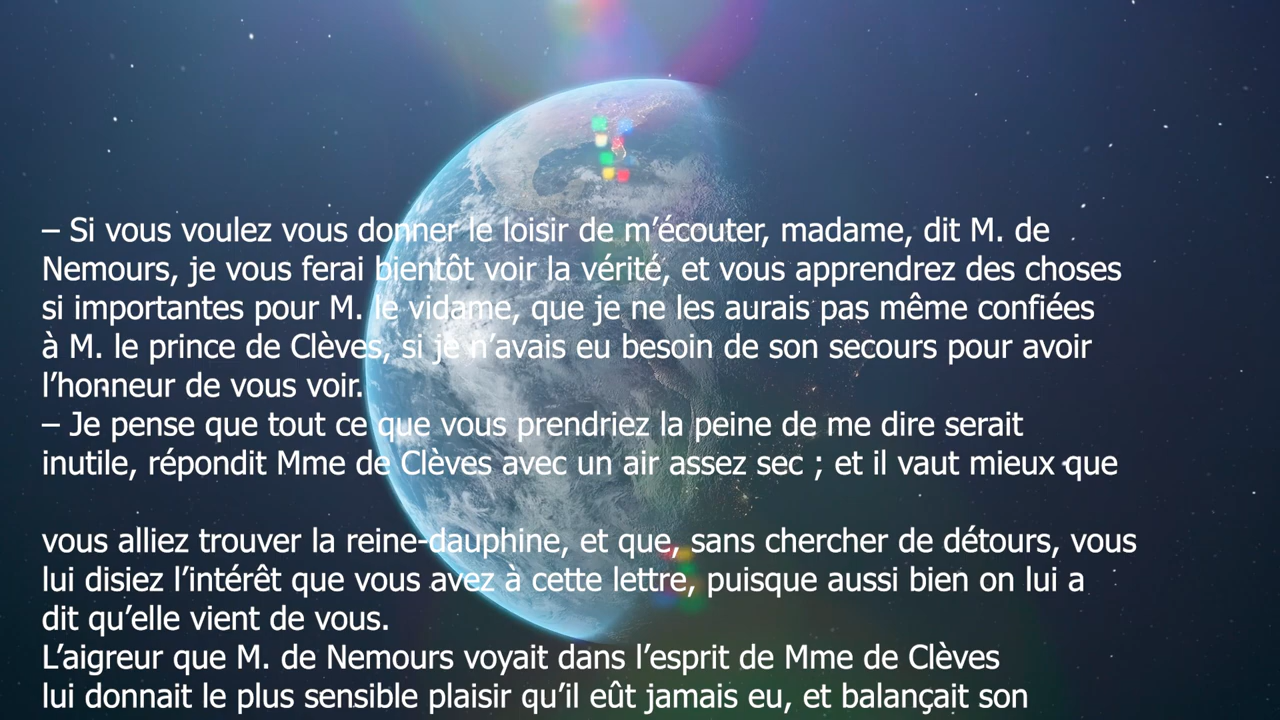 – Si vous voulez vous donner le loisir de m’écouter, madame, dit M. de
Nemours, je vous ferai bientôt voir la vérité, et vous apprendrez des choses
si importantes pour M. le vidame, que je ne les aurais pas même confiées
à M. le prince de Clèves, si je n’avais eu besoin de son secours pour avoir
l’honneur de vous voir.
– Je pense que tout ce que vous prendriez la peine de me dire serait
inutile, répondit Mme de Clèves avec un air assez sec ; et il vaut mieux que
vous alliez trouver la reine-dauphine, et que, sans chercher de détours, vous
lui disiez l’intérêt que vous avez à cette lettre, puisque aussi bien on lui a
dit qu’elle vient de vous.
L’aigreur que M. de Nemours voyait dans l’esprit de Mme de Clèves
lui donnait le plus sensible plaisir qu’il eût jamais eu, et balançait son